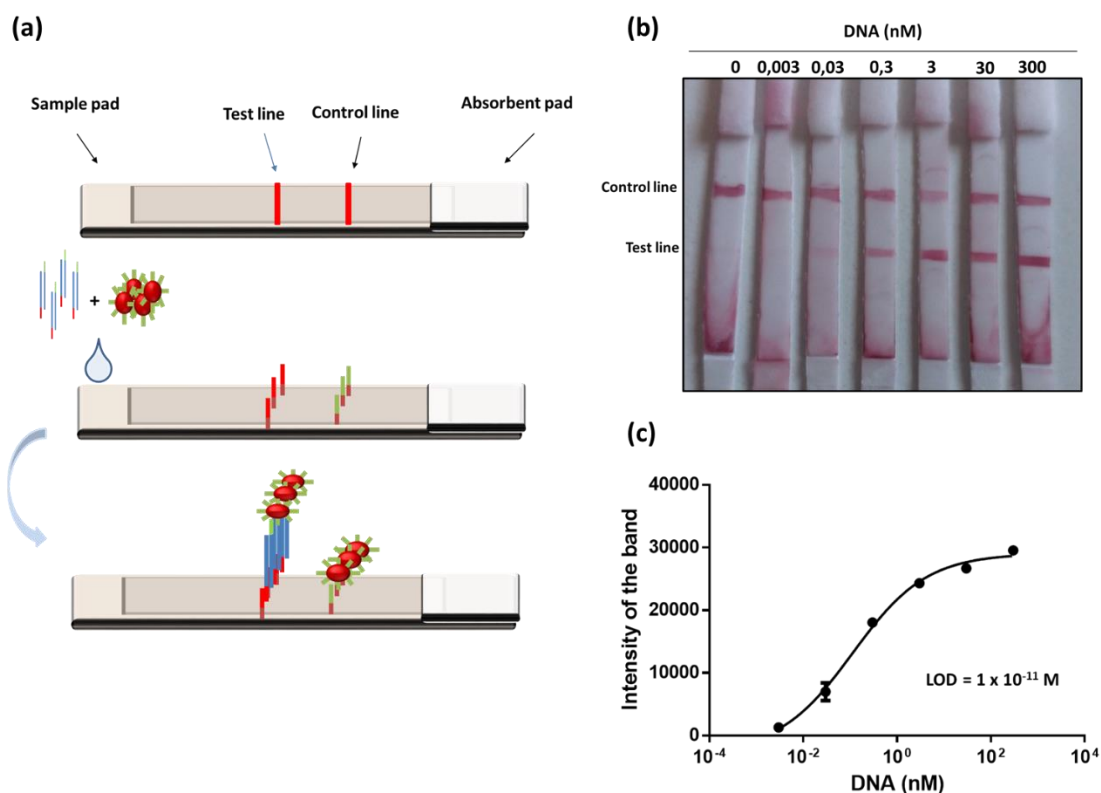 (a)
Sample pad
Test line
Control line
Absorbent pad
+
(b)
DNA (nM)
0 0,003 0,03 0,3 3 30 300
Control line
Test line
(c)
40000
30000
20000
10000
0
Intensity of the band
LOD = 1 x 10⁻¹¹ M
10⁻⁴ 10⁻² 10⁰ 10²
DNA (nM)